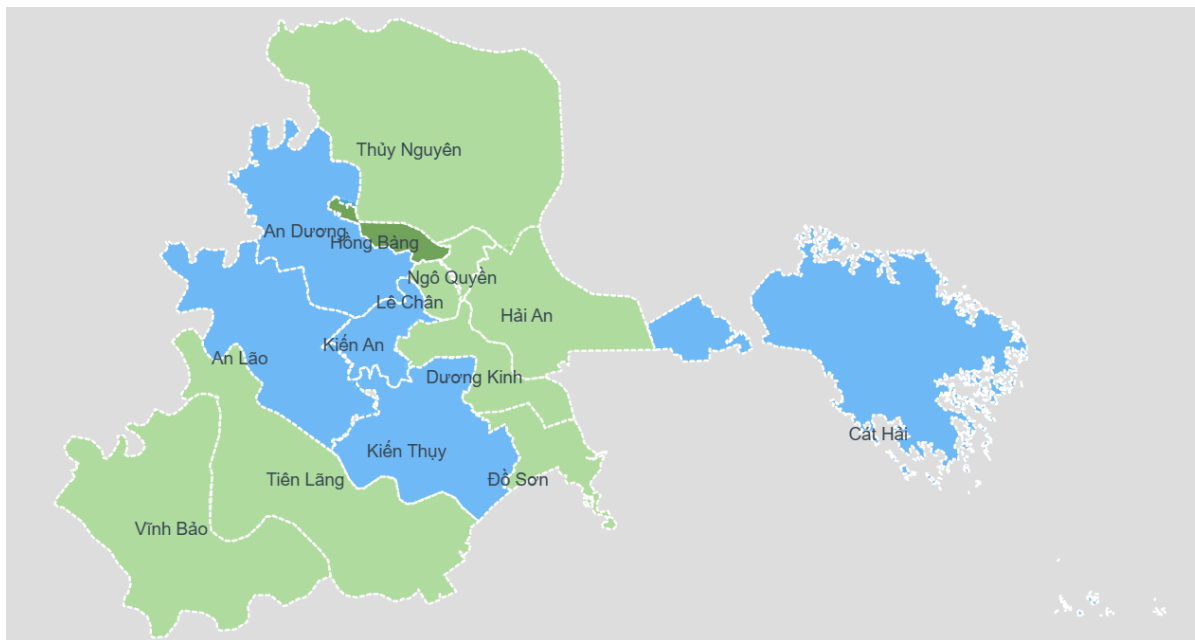 Thủy Nguyên
An Dương
Hồng Bảng
Ngô Quyền
Lê Chân
Hải An
Kiến An
An Lão
Dương Kinh
Cát Hải
Kiến Thụy
Tiên Lãng
Đồ Sơn
Vĩnh Bảo